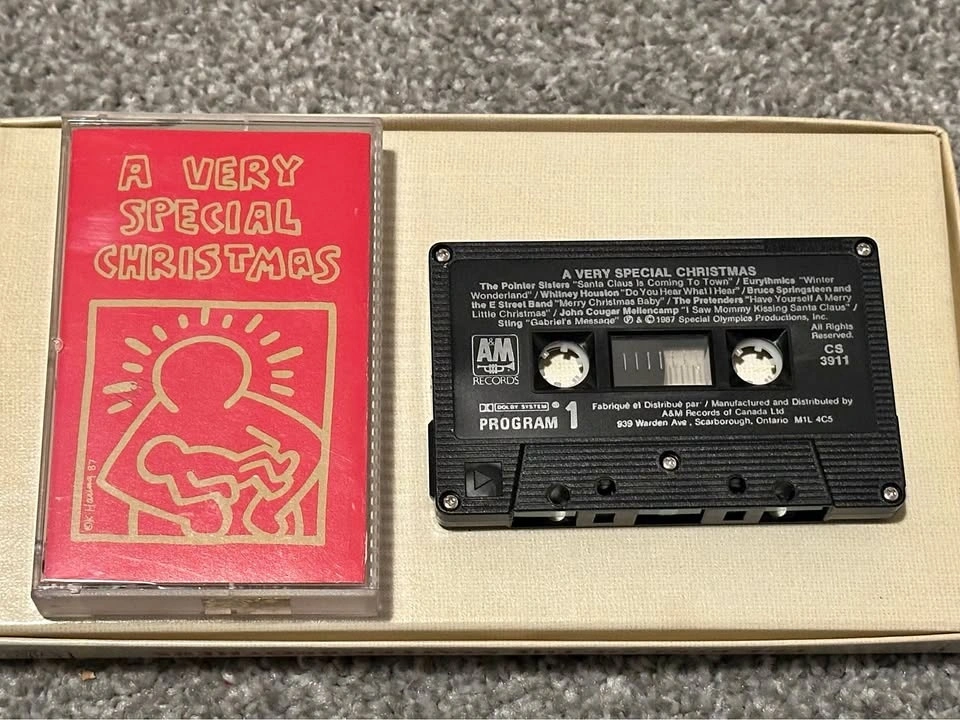 A VERY
SPECIAL
CHRISTMAS
© K. Haring 87
A VERY SPECIAL CHRISTMAS
The Pointer Sisters "Santa Claus Is Coming To Town" / Eurythmics "Winter
Wonderland" / Whitney Houston "Do You Hear What I Hear" / Bruce Springsteen and
the E Street Band "Merry Christmas Baby" / The Pretenders "Have Yourself A Merry
Little Christmas" / John Cougar Mellencamp "I Saw Mommy Kissing Santa Claus" /
Sting "Gabriel's Message" ℗ & © 1987 Special Olympics Productions, Inc.
All Rights
Reserved.
A&M
RECORDS
CS
3911
DOLBY SYSTEM ®
PROGRAM 1
Fabriqué et Distribué par / Manufactured and Distributed by
A&M Records of Canada Ltd
939 Warden Ave., Scarborough, Ontario M1L 4C5